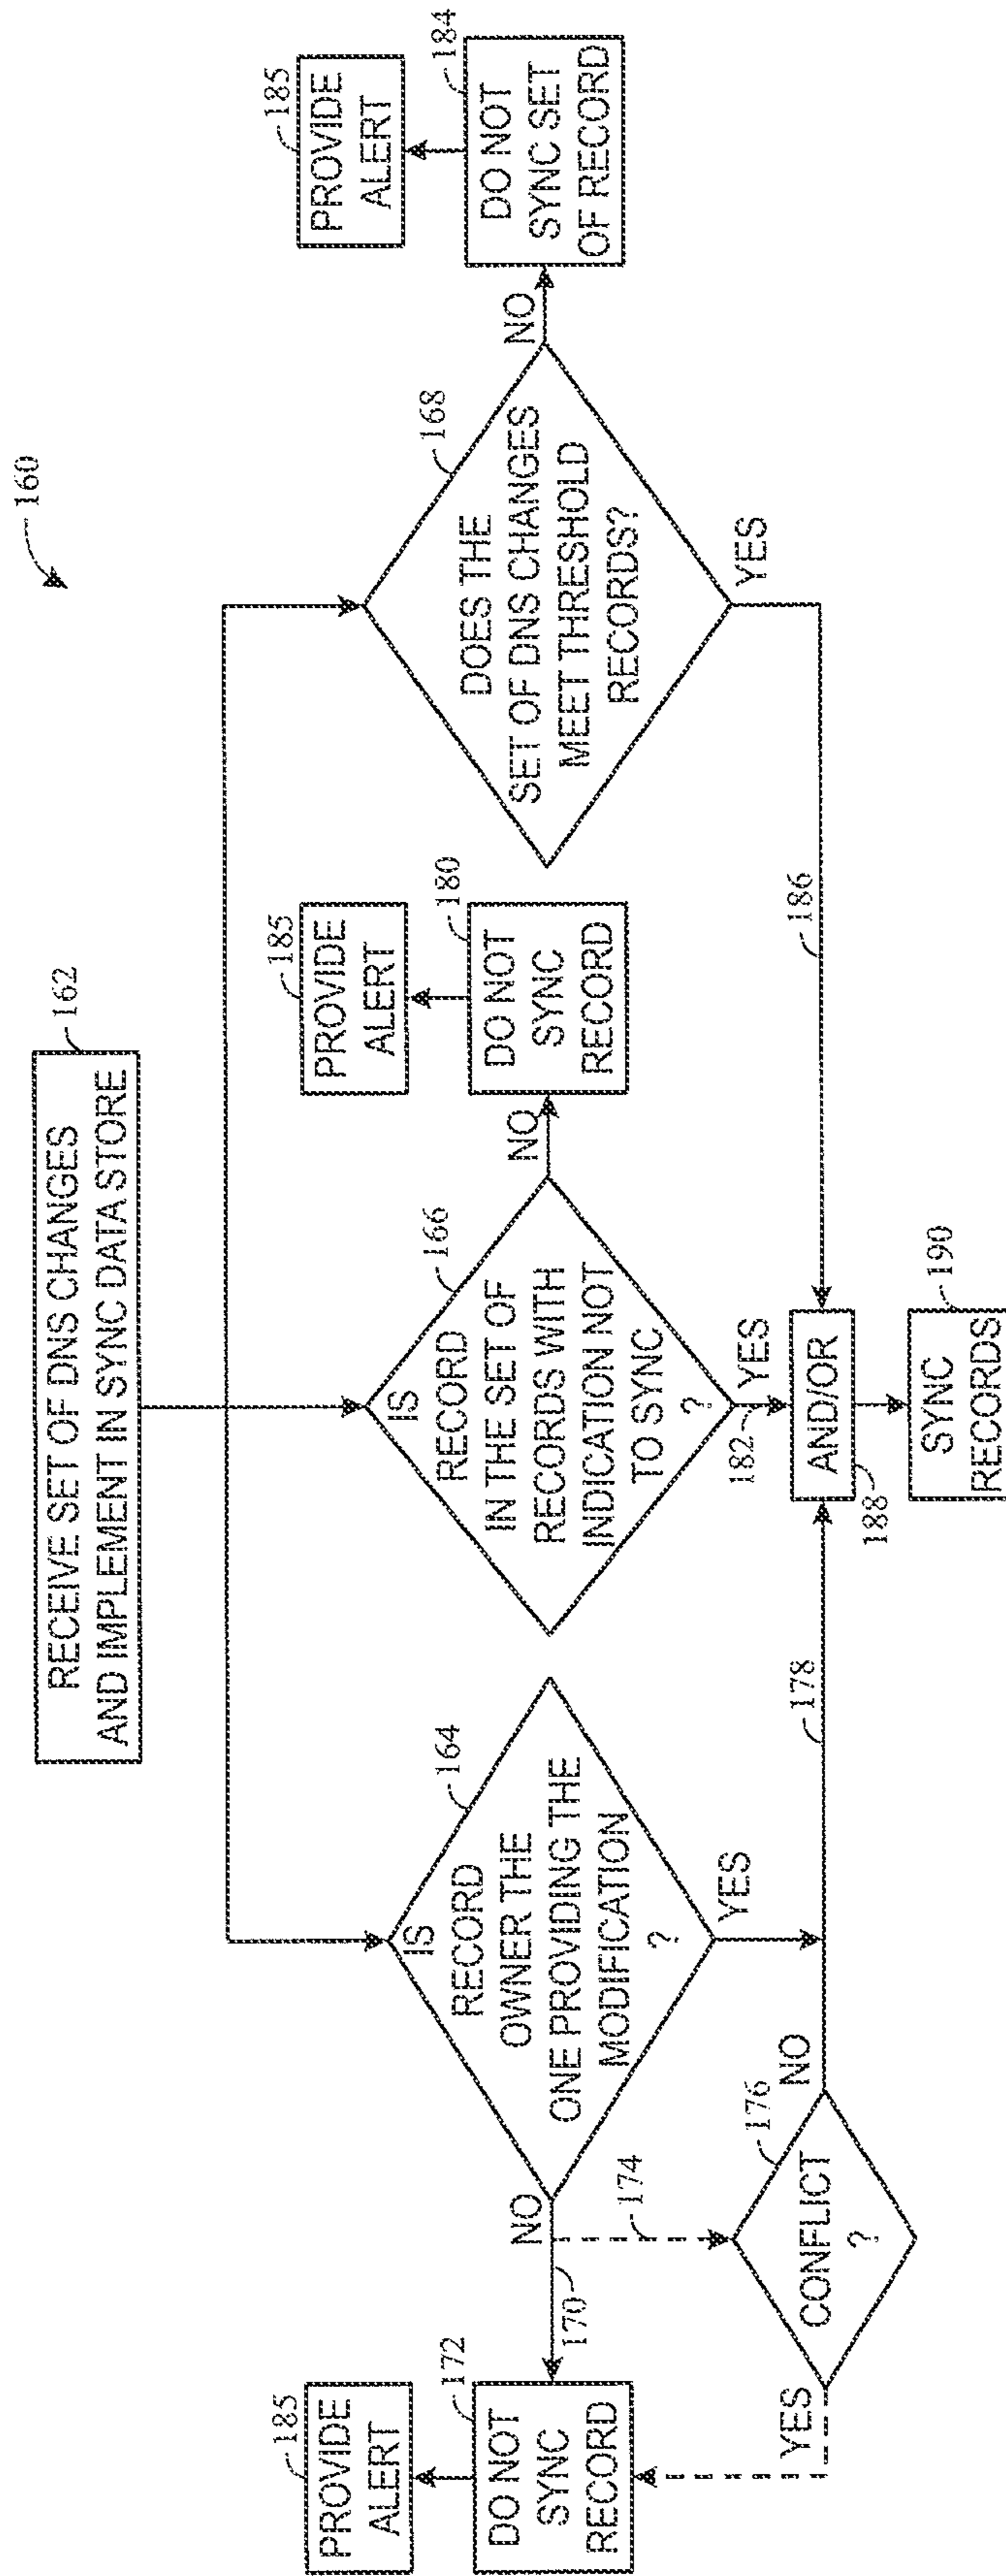 160
RECEIVE SET OF DNS CHANGES
AND IMPLEMENT IN SYNC DATA STORE
162
IS
RECORD
OWNER THE
ONE PROVIDING THE
MODIFICATION
?
164
NO
YES
170
174
PROVIDE
ALERT
185
DO NOT
SYNC
RECORD
172
CONFLICT
?
176
YES
NO
178
IS
RECORD
IN THE SET OF
RECORDS WITH
INDICATION NOT
TO SYNC
?
166
NO
YES
182
PROVIDE
ALERT
185
DO NOT
SYNC
RECORD
180
DOES THE
SET OF DNS CHANGES
MEET THRESHOLD
RECORDS?
168
NO
YES
186
PROVIDE
ALERT
185
DO NOT
SYNC SET
OF RECORD
184
AND/OR
188
SYNC
RECORDS
190